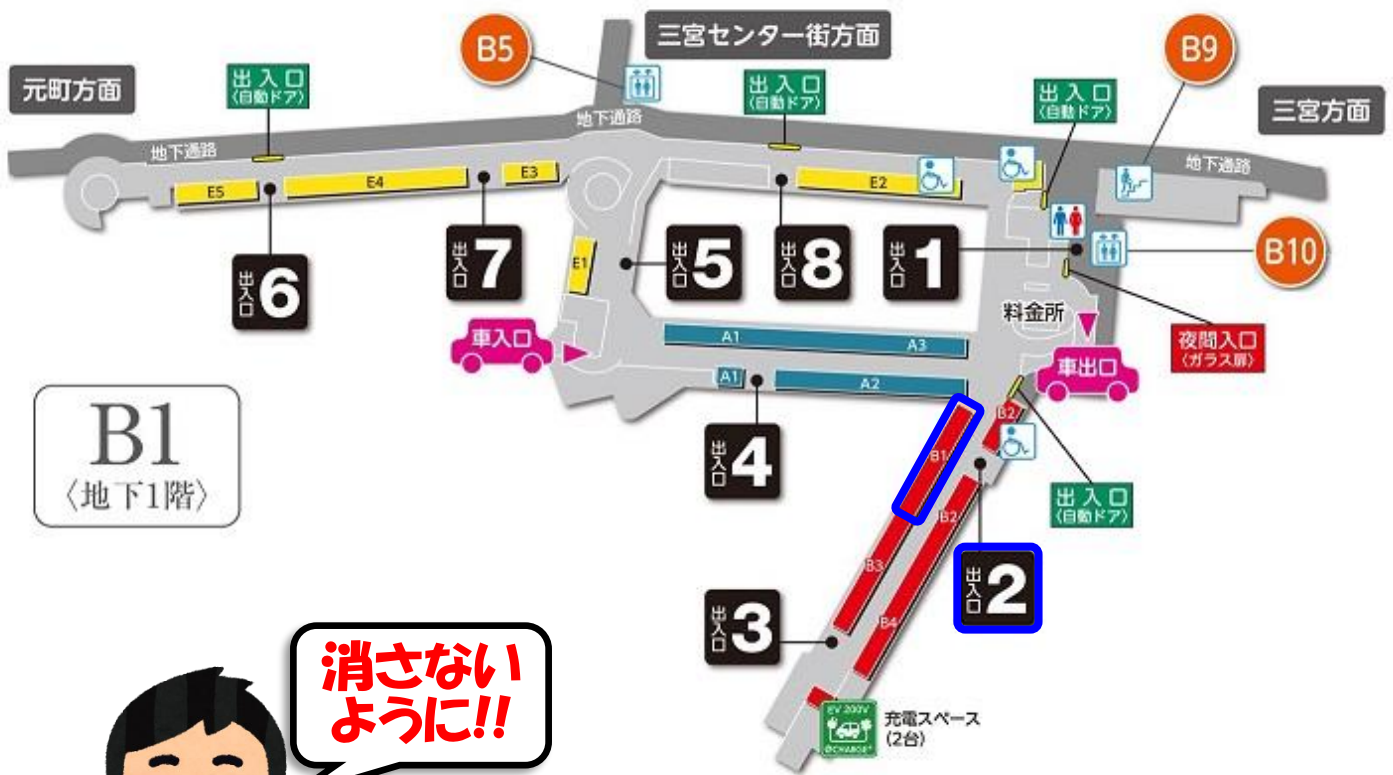 元町方面
出入口
〈自動ドア〉
B5
三宮センター街方面
出入口
〈自動ドア〉
出入口
〈自動ドア〉
B9
三宮方面
地下通路
地下通路
地下通路
E5
E4
E3
E2
E1
出入口6
出入口7
出入口5
出入口8
出入口1
B10
料金所
夜間入口
〈ガラス扉〉
車入口
車出口
A1
A3
A1
A2
出入口4
B1
〈地下1階〉
B1
B2
B2
B3
B4
出入口
〈自動ドア〉
出入口2
出入口3
消さない
ように!!
EV 200V
充電スペース
(2台)